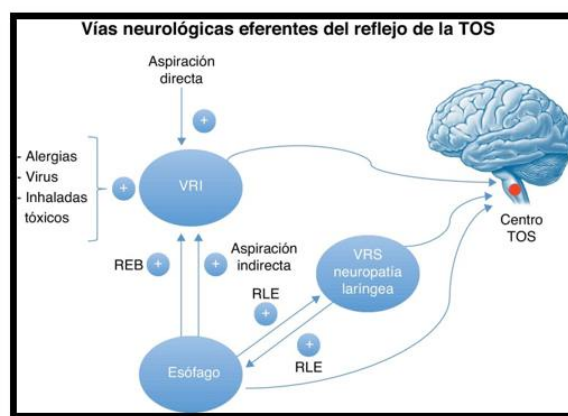 Vías neurológicas eferentes del reflejo de la TOS
Aspiración
directa
+
- Alergias
- Virus
- Inhaladas
tóxicos
+
VRI
REB
+
+
Aspiración
indirecta
RLE
+
VRS
neuropatía
laríngea
+
RLE
Esófago
Centro
TOS